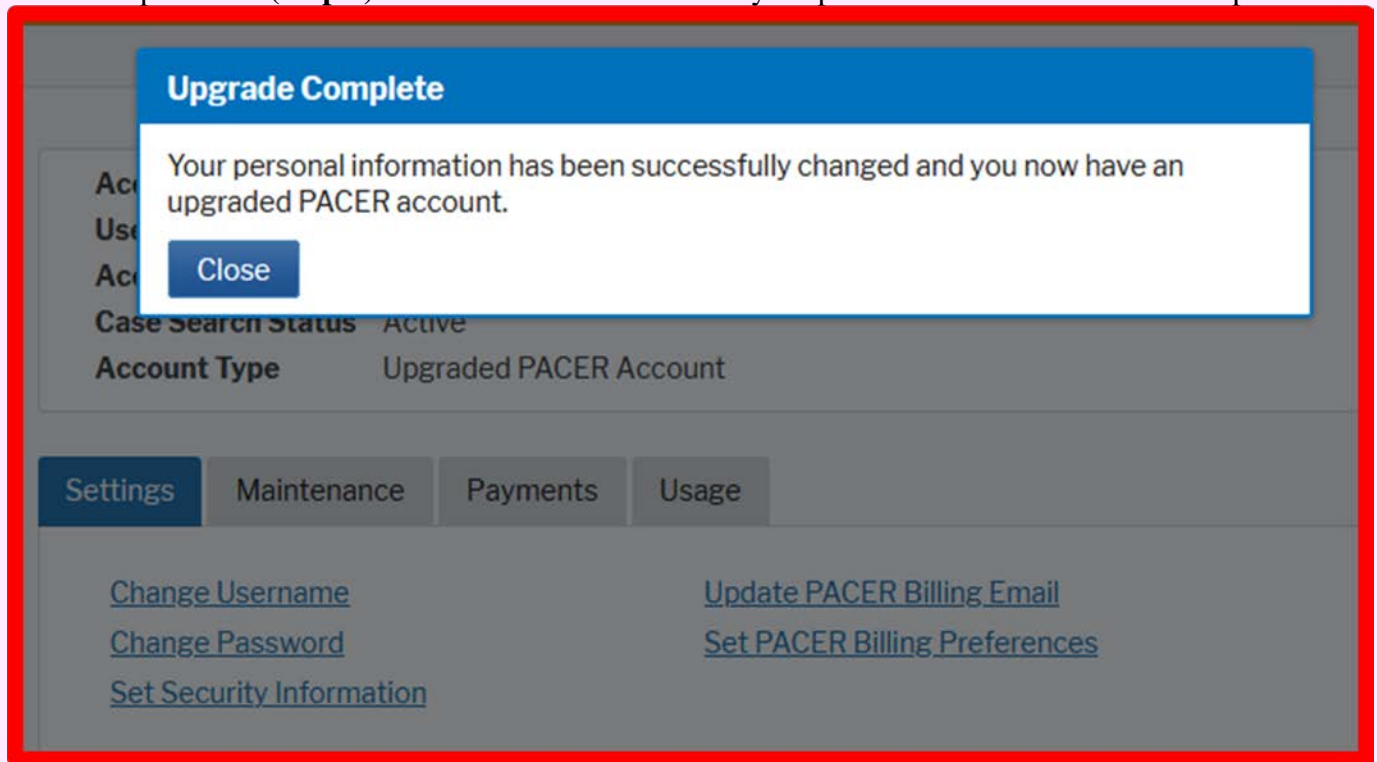 Upgrade Complete
Your personal information has been successfully changed and you now have an
upgraded PACER account.
Close
Case Search Status Active
Account Type Upgraded PACER Account
Settings Maintenance Payments Usage
Change Username Update PACER Billing Email
Change Password Set PACER Billing Preferences
Set Security Information